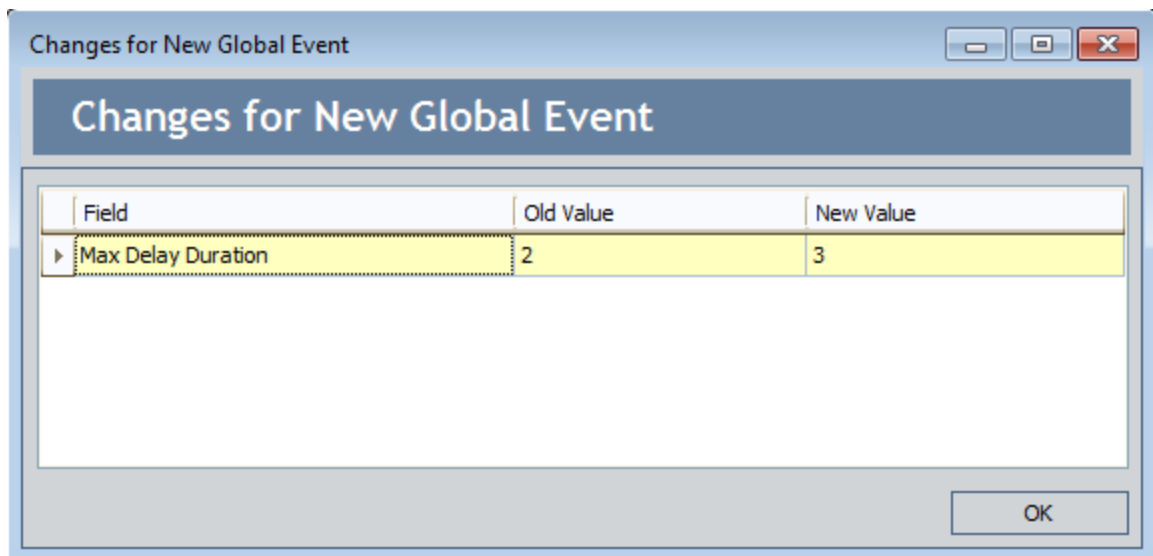 Changes for New Global Event
Changes for New Global Event
Field Old Value New Value
Max Delay Duration 2 3
OK